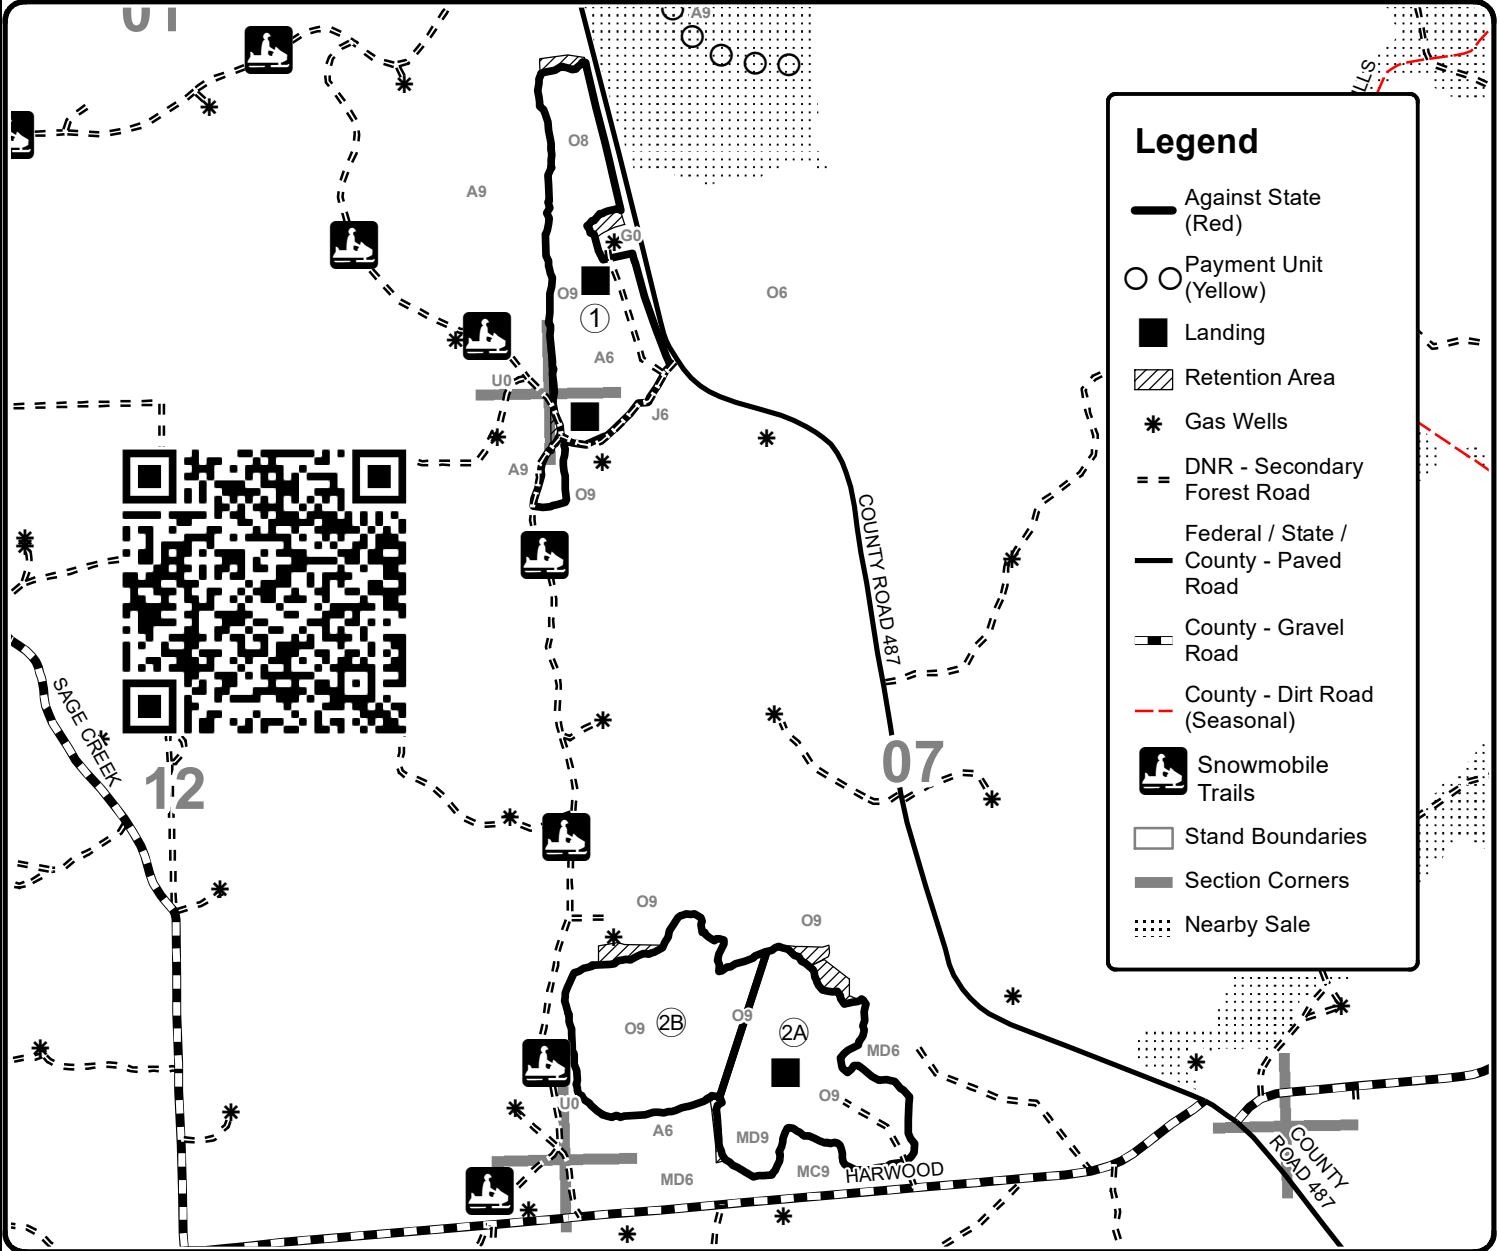 01
A9
ILLS
O8
A9
G0
O9
O6
1
A6
U0
J6
A9
O9
COUNTY ROAD 487
SAGE CREEK
12
07
O9
O9
O9
2B
O9
2A
MD6
O9
U0
A6
MD9
MD6
MC9
HARWOOD
COUNTY
ROAD 487
Legend
Against State
(Red)
Payment Unit
(Yellow)
Landing
Retention Area
Gas Wells
DNR - Secondary
Forest Road
Federal / State /
County - Paved
Road
County - Gravel
Road
County - Dirt Road
(Seasonal)
Snowmobile
Trails
Stand Boundaries
Section Corners
Nearby Sale